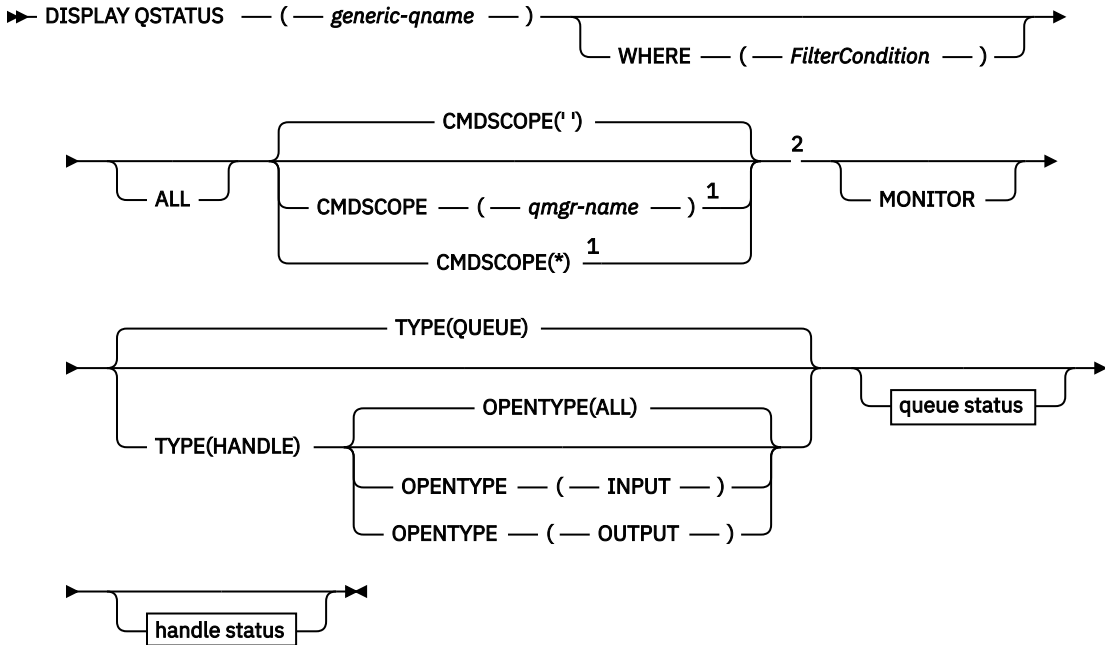 DISPLAY QSTATUS ( generic-qname )
WHERE ( FilterCondition )
CMDSCOPE(' ')
2
ALL
CMDSCOPE ( qmgr-name ) 1
MONITOR
CMDSCOPE(*) 1
TYPE(QUEUE)
OPENTYPE(ALL)
queue status
TYPE(HANDLE)
OPENTYPE ( INPUT )
OPENTYPE ( OUTPUT )
handle status